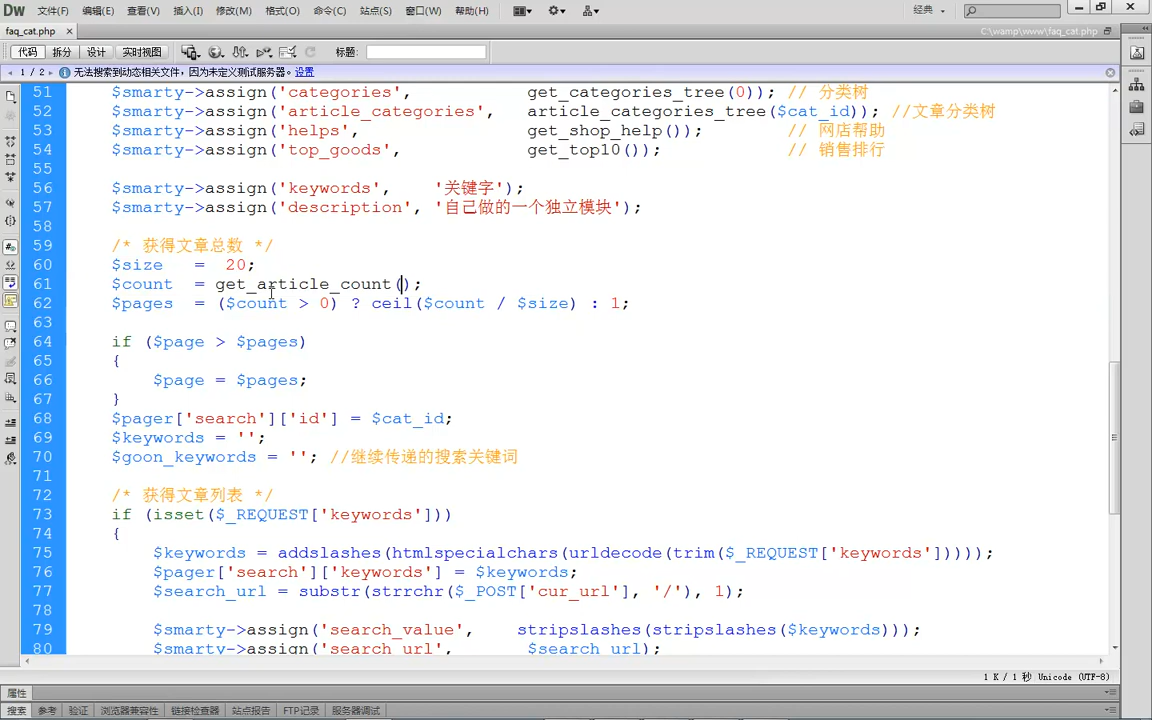 Dw 文件(F) 编辑(E) 查看(V) 插入(I) 修改(M) 格式(O) 命令(C) 站点(S) 窗口(W) 帮助(H) 经典
faq_cat.php × C:\wamp\www\faq_cat.php
代码 拆分 设计 实时视图 标题:
1 / 2 无法搜索到动态相关文件，因为未定义测试服务器。设置
51 $smarty->assign('categories', get_categories_tree(0)); // 分类树
52 $smarty->assign('article_categories', article_categories_tree($cat_id)); //文章分类树
53 $smarty->assign('helps', get_shop_help()); // 网店帮助
54 $smarty->assign('top_goods', get_top10()); // 销售排行
55
56 $smarty->assign('keywords', '关键字');
57 $smarty->assign('description', '自己做的一个独立模块');
58
59 /* 获得文章总数 */
60 $size = 20;
61 $count = get_article_count();
62 $pages = ($count > 0) ? ceil($count / $size) : 1;
63
64 if ($page > $pages)
65 {
66 $page = $pages;
67 }
68 $pager['search']['id'] = $cat_id;
69 $keywords = '';
70 $goon_keywords = ''; //继续传递的搜索关键词
71
72 /* 获得文章列表 */
73 if (isset($_REQUEST['keywords']))
74 {
75 $keywords = addslashes(htmlspecialchars(urldecode(trim($_REQUEST['keywords']))));
76 $pager['search']['keywords'] = $keywords;
77 $search_url = substr(strrchr($_POST['cur_url'], '/'), 1);
78
79 $smarty->assign('search_value', stripslashes(stripslashes($keywords)));
80 $smarty->assign('search_url', $search_url);
1 K / 1 秒 Unicode (UTF-8)
属性
搜索 参考 验证 浏览器兼容性 链接检查器 站点报告 FTP记录 服务器调试